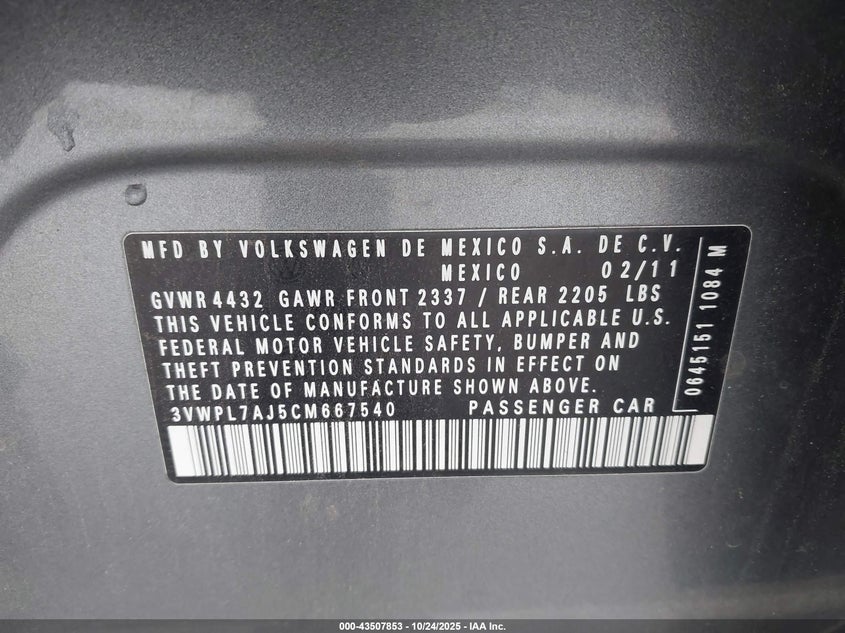 MFD BY VOLKSWAGEN DE MEXICO S.A. DE C.V.
MEXICO 02/11
GVWR 4432 GAWR FRONT 2337 / REAR 2205 LBS
THIS VEHICLE CONFORMS TO ALL APPLICABLE U.S.
FEDERAL MOTOR VEHICLE SAFETY, BUMPER AND
THEFT PREVENTION STANDARDS IN EFFECT ON
THE DATE OF MANUFACTURE SHOWN ABOVE.
3VWPL7AJ5CM667540 PASSENGER CAR
0645151 1084 M
000-43507853 - 10/24/2025 - IAA Inc.